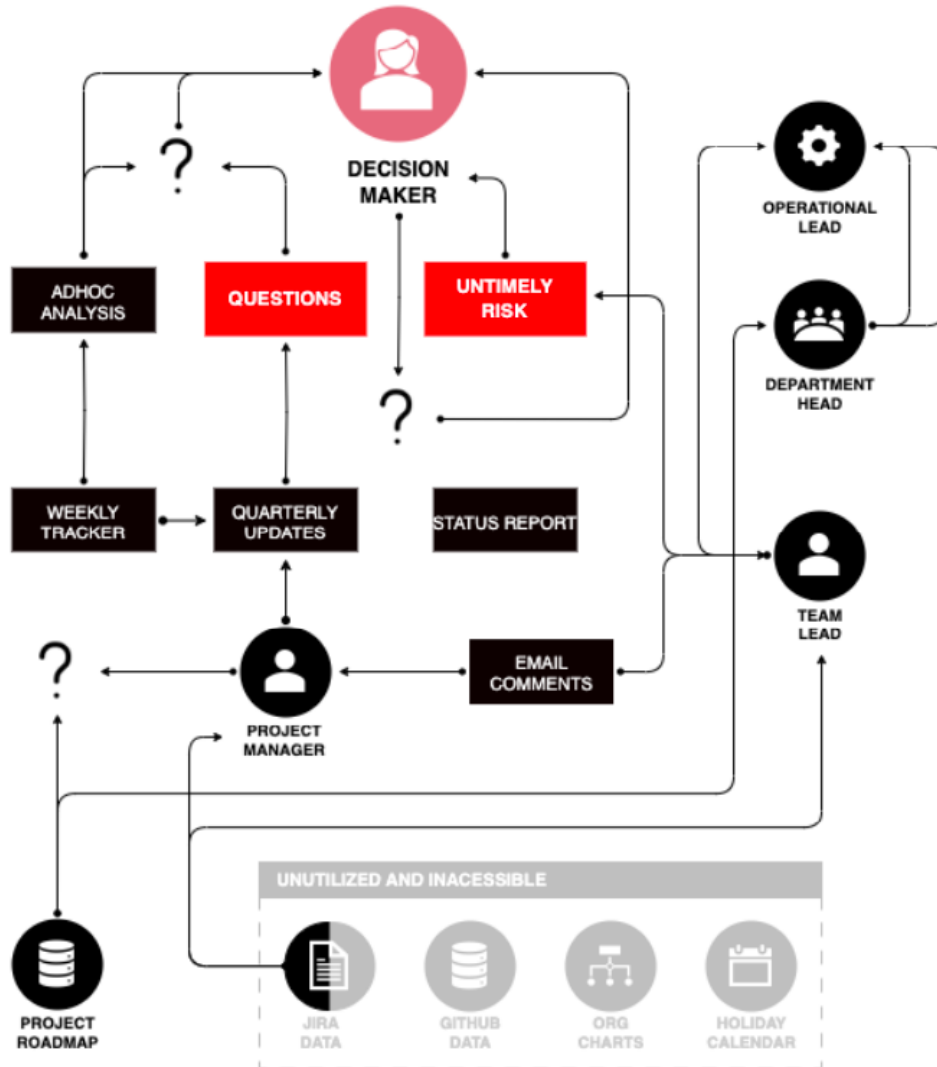 ?
DECISION
MAKER
OPERATIONAL
LEAD
ADHOC
ANALYSIS
QUESTIONS
UNTIMELY
RISK
DEPARTMENT
HEAD
?
WEEKLY
TRACKER
QUARTERLY
UPDATES
STATUS REPORT
TEAM
LEAD
?
EMAIL
COMMENTS
PROJECT
MANAGER
UNUTILIZED AND INACESSIBLE
PROJECT
ROADMAP
JIRA
DATA
GITHUB
DATA
ORG
CHARTS
HOLIDAY
CALENDAR